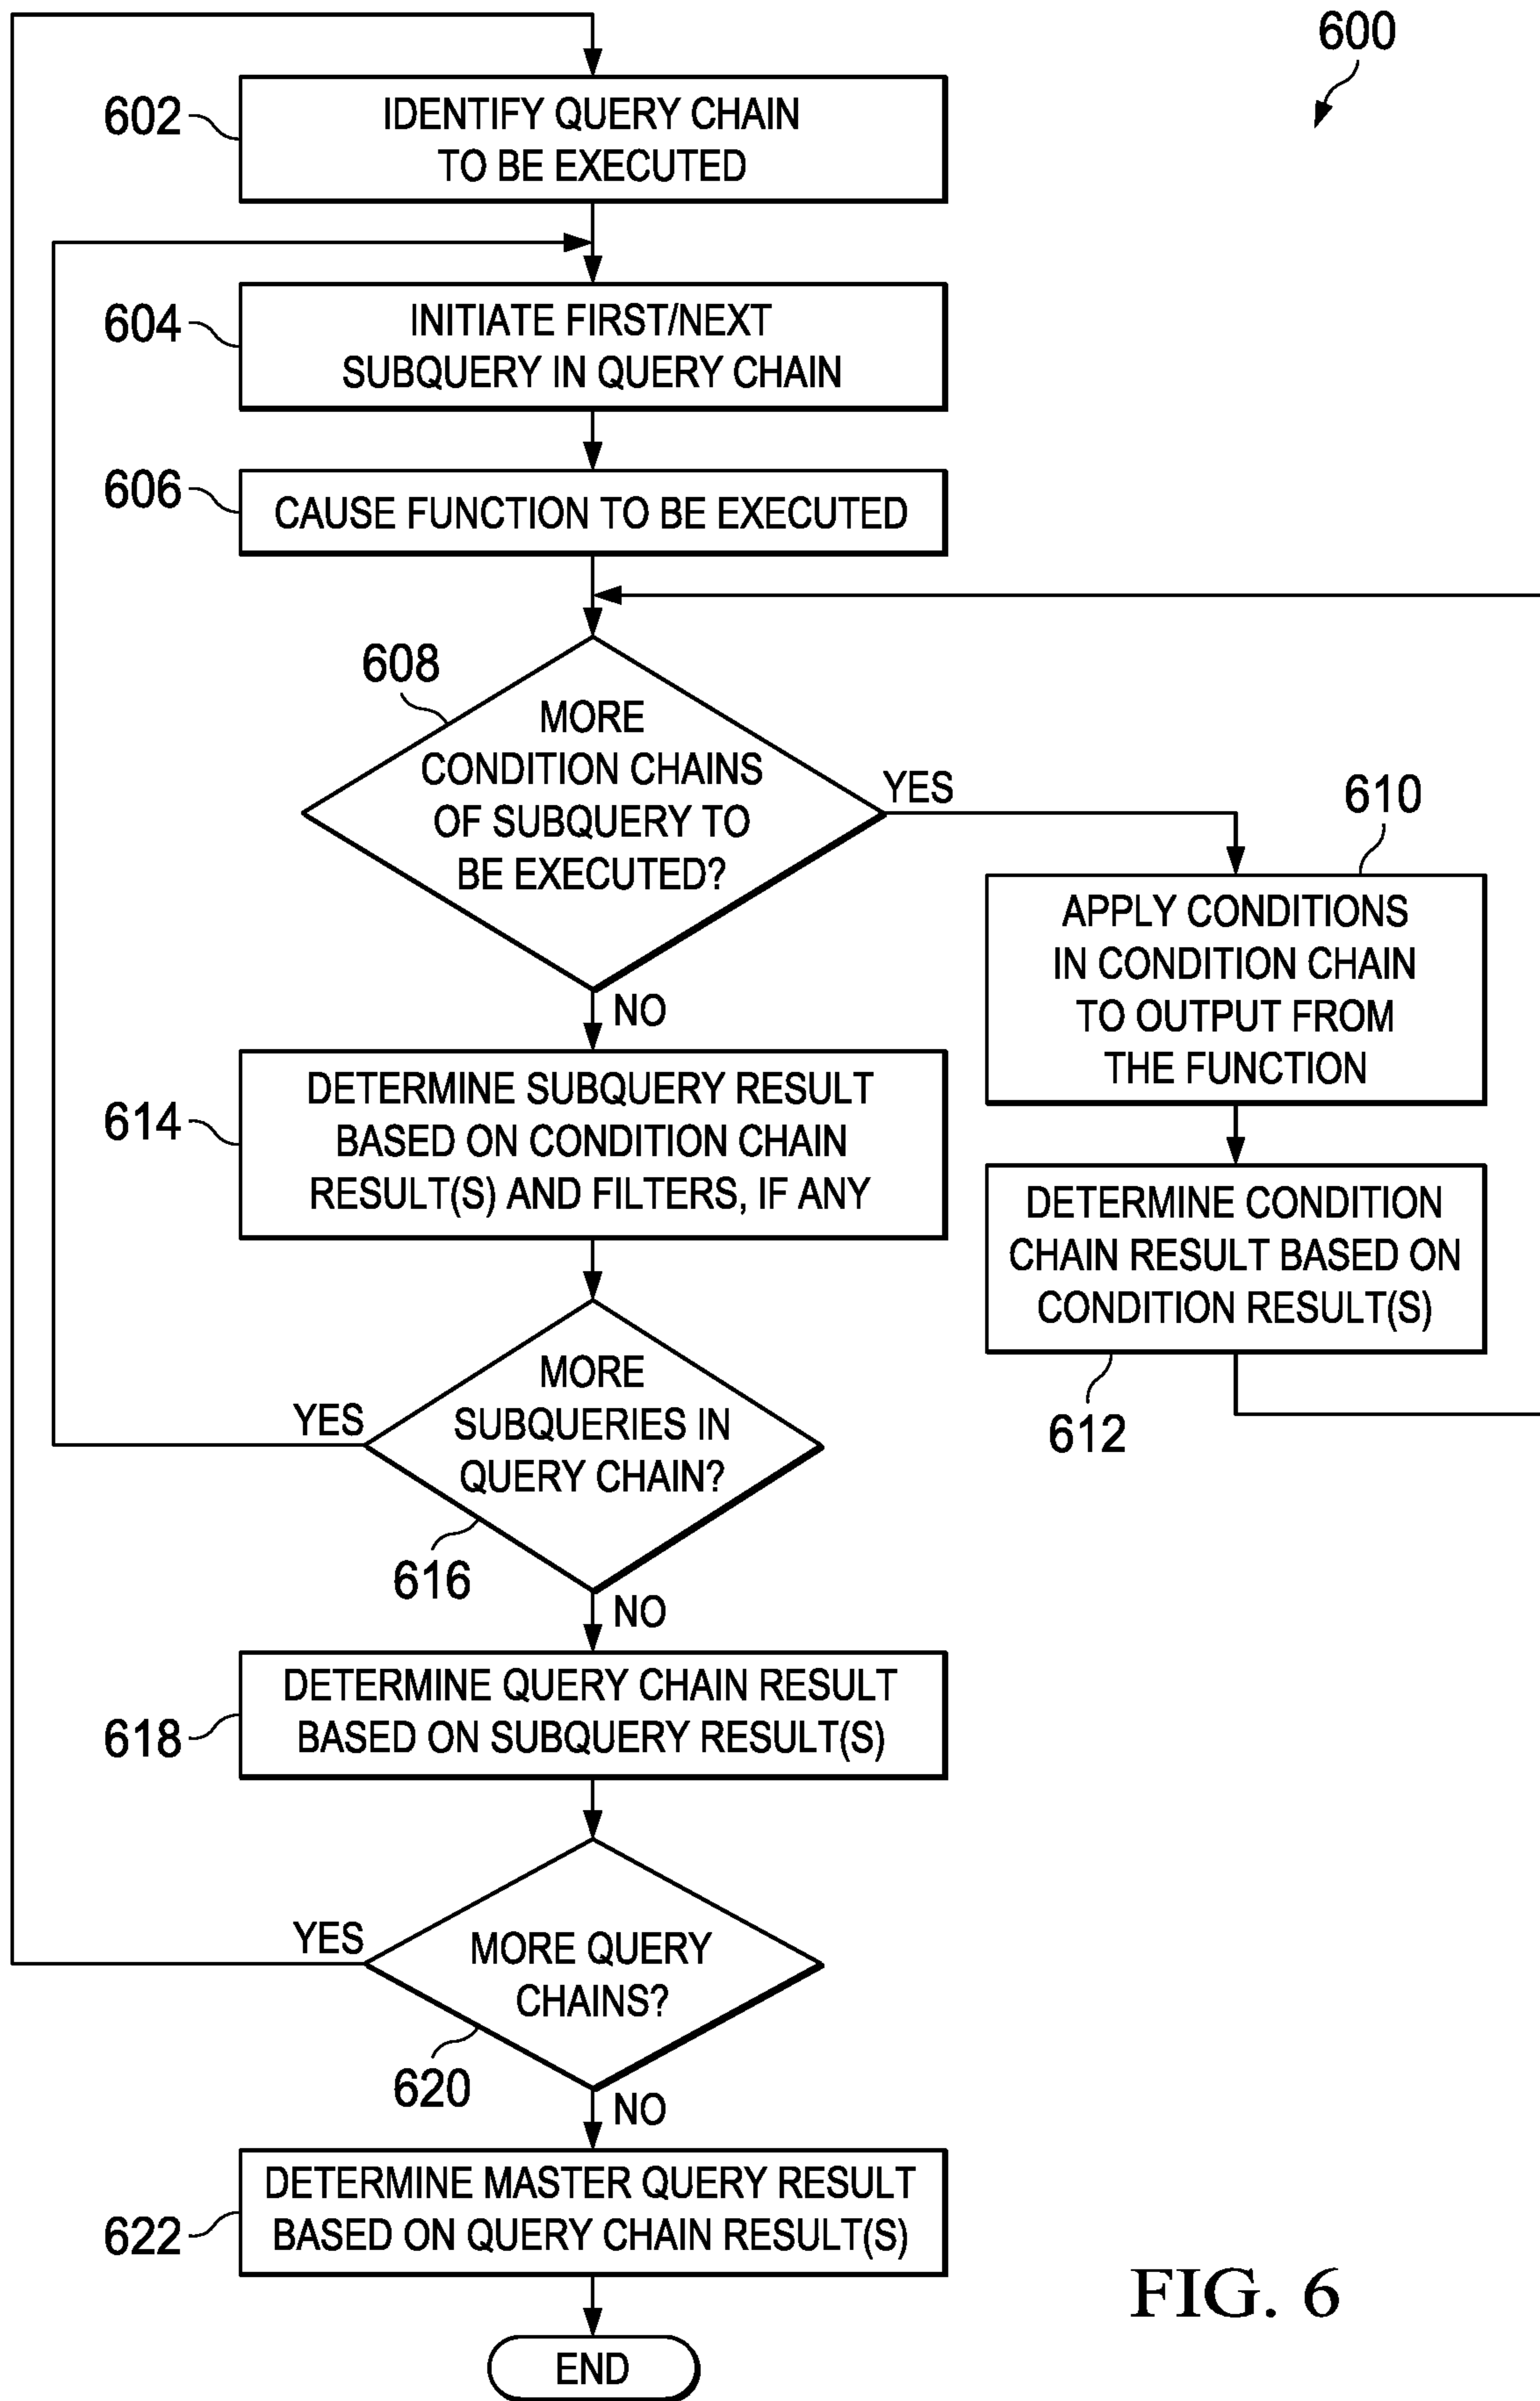 600
602
IDENTIFY QUERY CHAIN
TO BE EXECUTED
604
INITIATE FIRST/NEXT
SUBQUERY IN QUERY CHAIN
606
CAUSE FUNCTION TO BE EXECUTED
608
MORE
CONDITION CHAINS
OF SUBQUERY TO
BE EXECUTED?
YES
610
APPLY CONDITIONS
IN CONDITION CHAIN
TO OUTPUT FROM
THE FUNCTION
DETERMINE CONDITION
CHAIN RESULT BASED ON
CONDITION RESULT(S)
612
NO
614
DETERMINE SUBQUERY RESULT
BASED ON CONDITION CHAIN
RESULT(S) AND FILTERS, IF ANY
MORE
SUBQUERIES IN
QUERY CHAIN?
YES
616
NO
618
DETERMINE QUERY CHAIN RESULT
BASED ON SUBQUERY RESULT(S)
YES
MORE QUERY
CHAINS?
620
NO
622
DETERMINE MASTER QUERY RESULT
BASED ON QUERY CHAIN RESULT(S)
END
FIG. 6